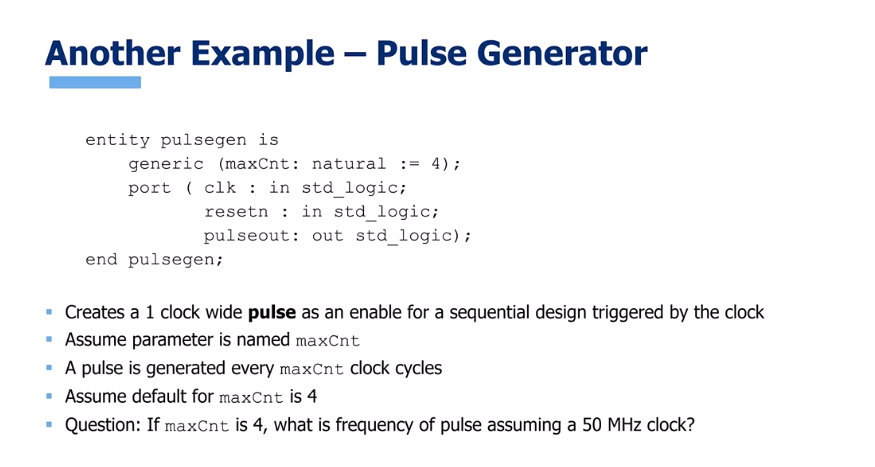 Another Example – Pulse Generator
entity pulsegen is
generic (maxCnt: natural := 4);
port ( clk : in std_logic;
resetn : in std_logic;
pulseout: out std_logic);
end pulsegen;
▪ Creates a 1 clock wide pulse as an enable for a sequential design triggered by the clock
▪ Assume parameter is named maxCnt
▪ A pulse is generated every maxCnt clock cycles
▪ Assume default for maxCnt is 4
▪ Question: If maxCnt is 4, what is frequency of pulse assuming a 50 MHz clock?